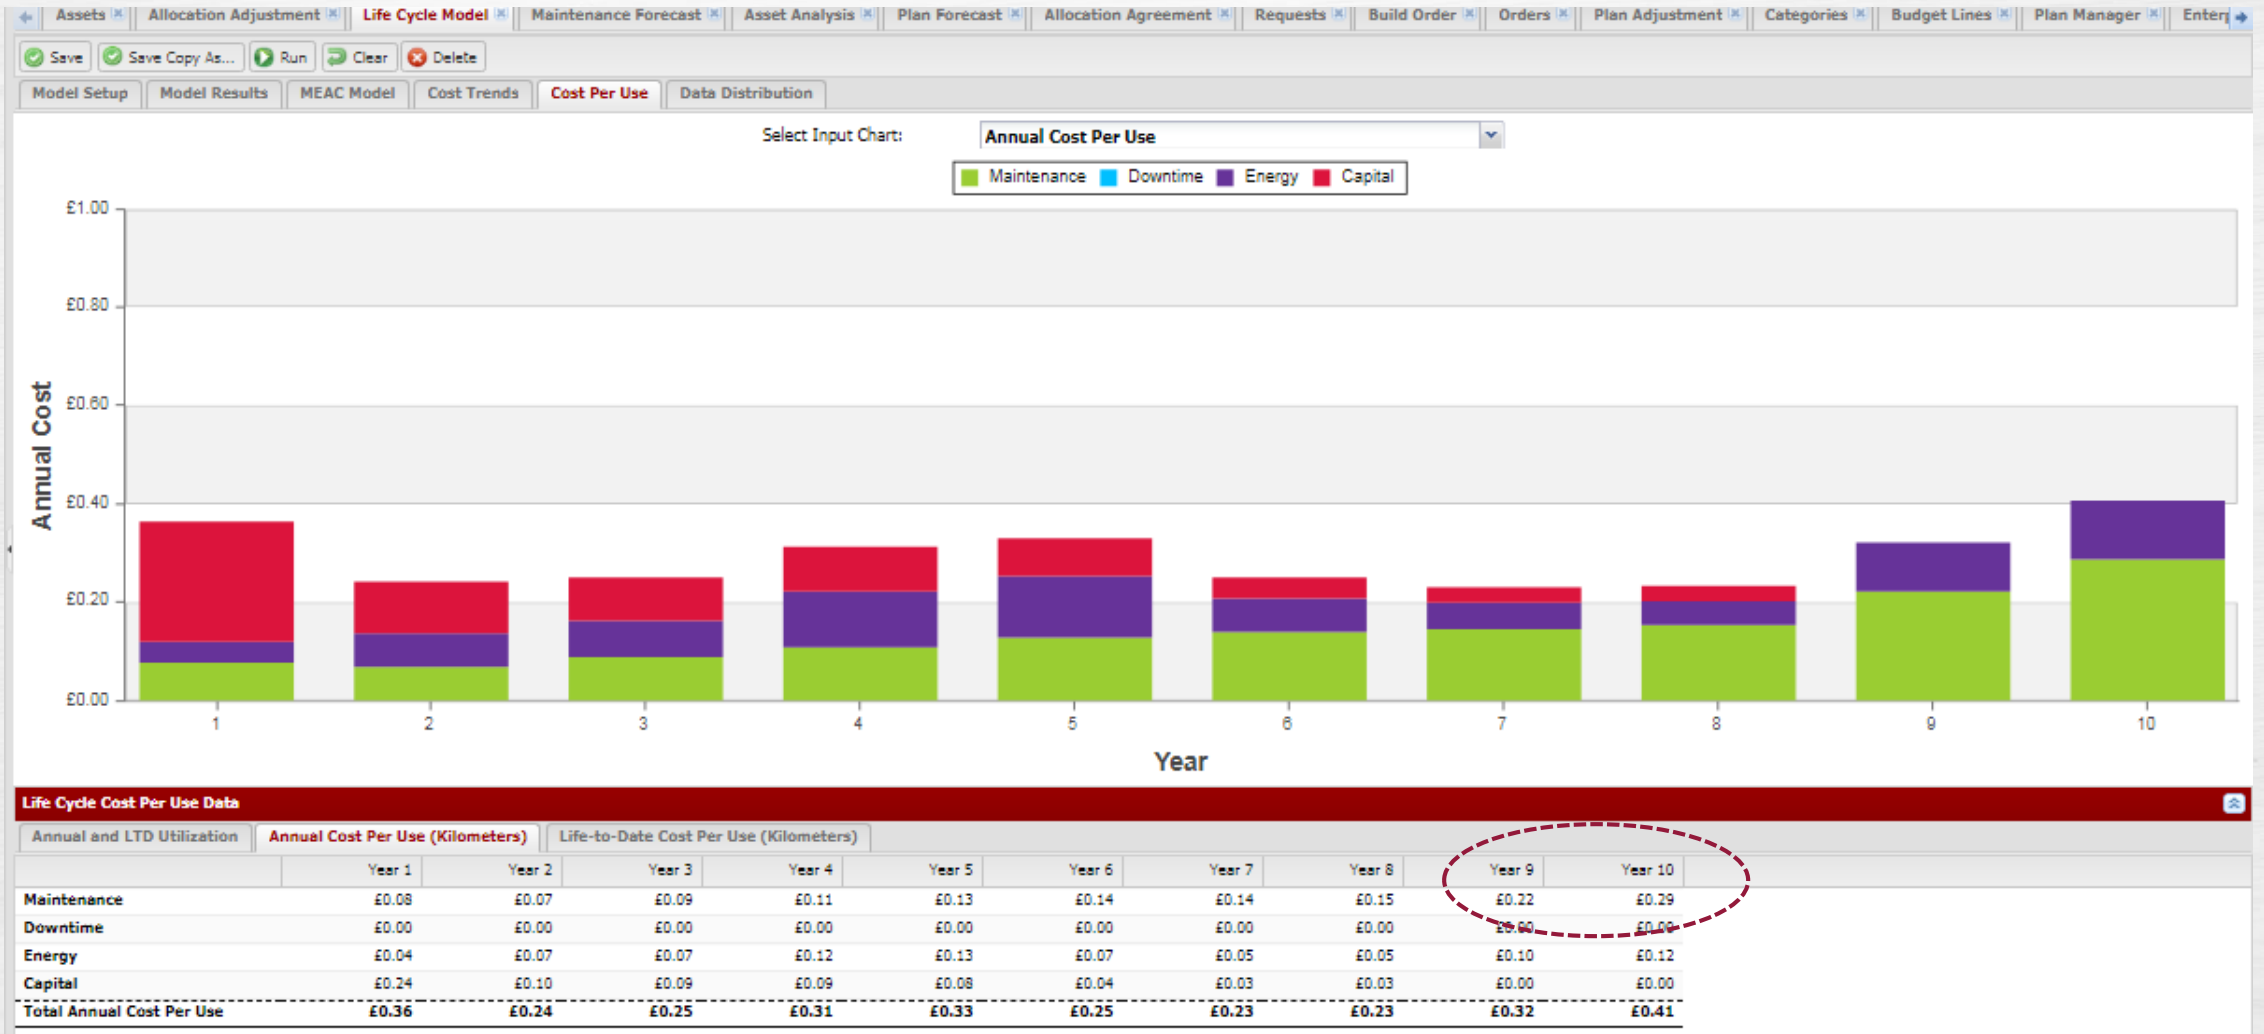 Assets Allocation Adjustment Life Cycle Model Maintenance Forecast Asset Analysis Plan Forecast Allocation Agreement Requests Build Order Orders Plan Adjustment Categories Budget Lines Plan Manager
Save Save Copy As... Run Clear Delete
Model Setup Model Results MEAC Model Cost Trends Cost Per Use Data Distribution
Select Input Chart: Annual Cost Per Use
Maintenance Downtime Energy Capital
£1.00
£0.80
£0.60
£0.40
£0.20
£0.00
Annual Cost
1 2 3 4 5 6 7 8 9 10
Year
Life Cycle Cost Per Use Data
Annual and LTD Utilization Annual Cost Per Use (Kilometers) Life-to-Date Cost Per Use (Kilometers)
Year 1 Year 2 Year 3 Year 4 Year 5 Year 6 Year 7 Year 8 Year 9 Year 10
Maintenance £0.08 £0.07 £0.09 £0.11 £0.13 £0.14 £0.14 £0.15 £0.22 £0.29
Downtime £0.00 £0.00 £0.00 £0.00 £0.00 £0.00 £0.00 £0.00 £0.00 £0.00
Energy £0.04 £0.07 £0.07 £0.12 £0.13 £0.07 £0.05 £0.05 £0.10 £0.12
Capital £0.24 £0.10 £0.09 £0.09 £0.08 £0.04 £0.03 £0.03 £0.00 £0.00
Total Annual Cost Per Use £0.36 £0.24 £0.25 £0.31 £0.33 £0.25 £0.23 £0.23 £0.32 £0.41